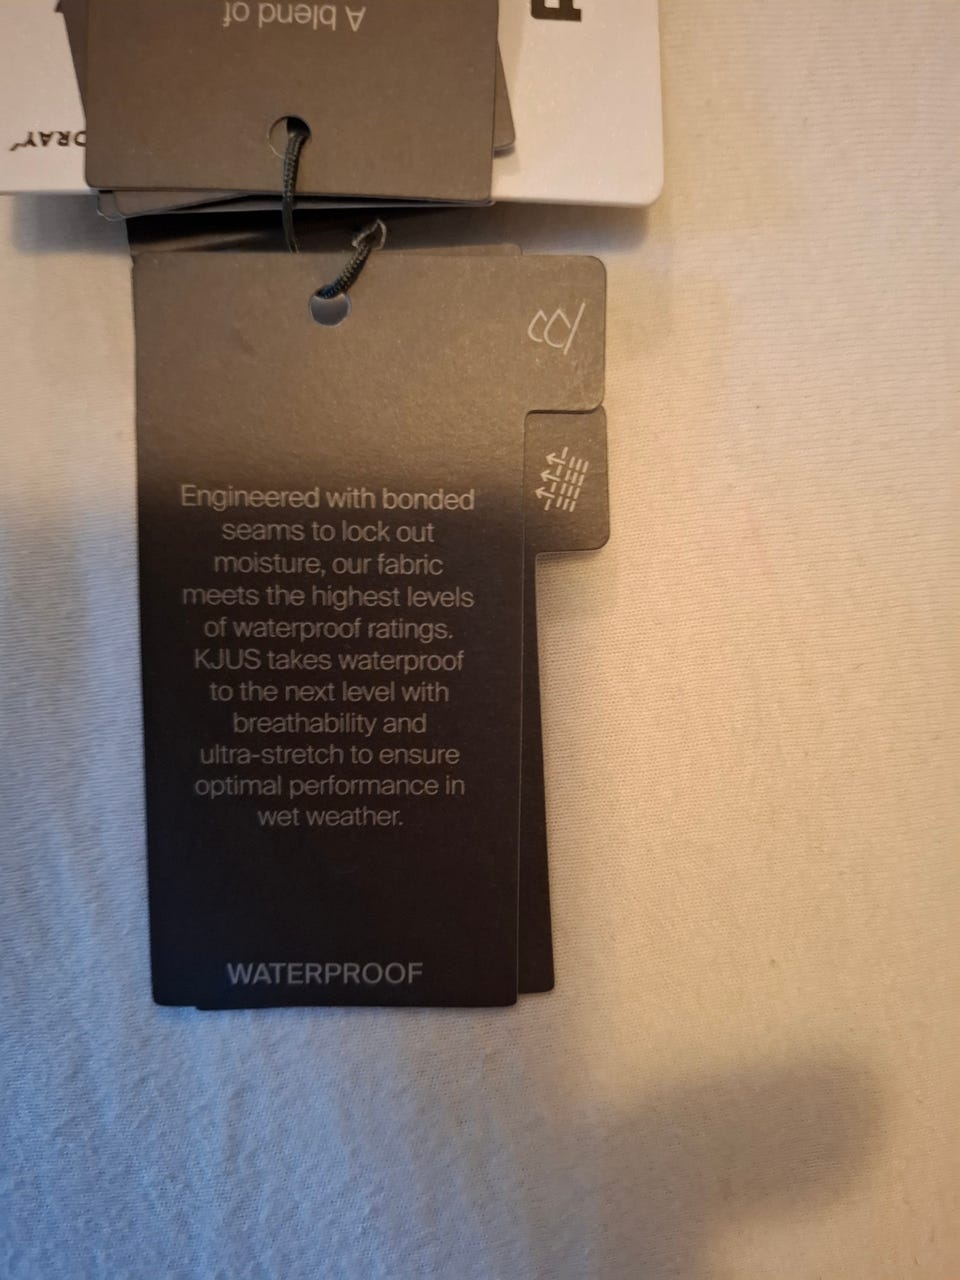 A blend of
DRAY
Engineered with bonded
seams to lock out
moisture, our fabric
meets the highest levels
of waterproof ratings.
KJUS takes waterproof
to the next level with
breathability and
ultra-stretch to ensure
optimal performance in
wet weather.
WATERPROOF